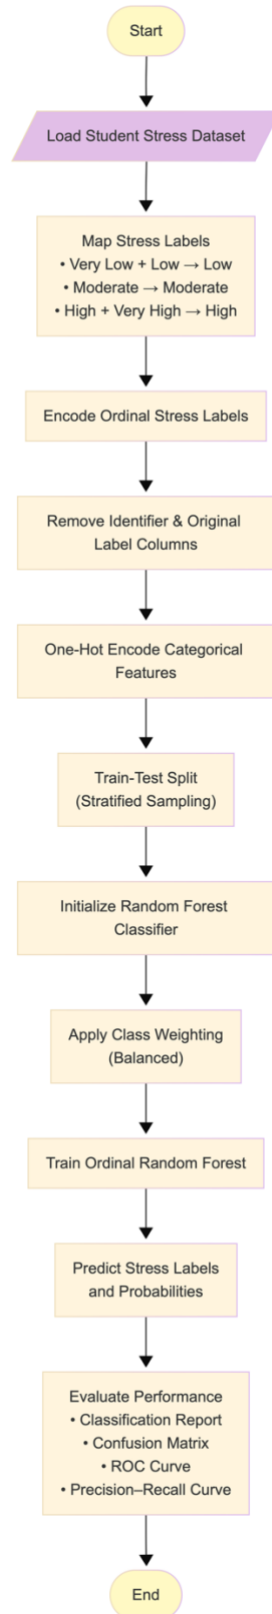 Start
Load Student Stress Dataset
Map Stress Labels
• Very Low + Low → Low
• Moderate → Moderate
• High + Very High → High
Encode Ordinal Stress Labels
Remove Identifier & Original
Label Columns
One-Hot Encode Categorical
Features
Train-Test Split
(Stratified Sampling)
Initialize Random Forest
Classifier
Apply Class Weighting
(Balanced)
Train Ordinal Random Forest
Predict Stress Labels
and Probabilities
Evaluate Performance
• Classification Report
• Confusion Matrix
• ROC Curve
• Precision–Recall Curve
End